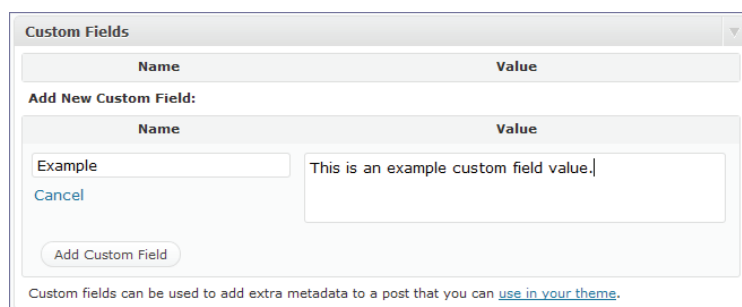 Custom Fields
Name Value
Add New Custom Field:
Name Value
Example This is an example custom field value.
Cancel
Add Custom Field
Custom fields can be used to add extra metadata to a post that you can use in your theme.